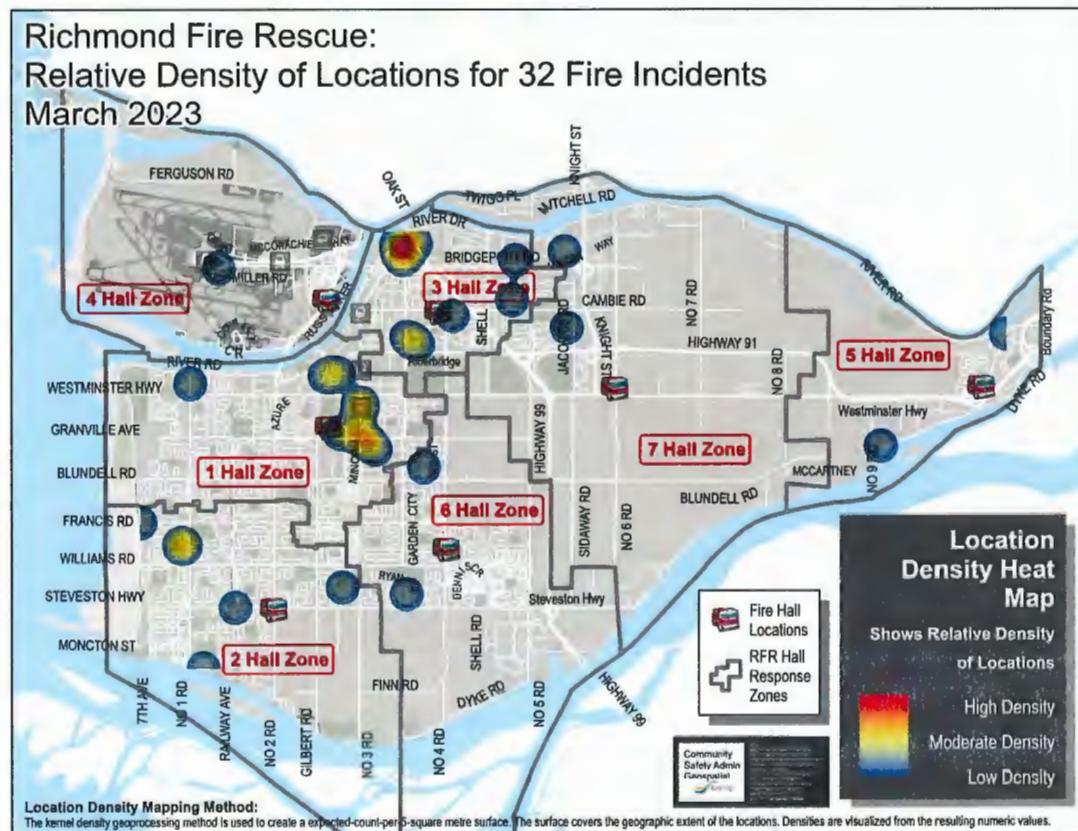 Richmond Fire Rescue:
Relative Density of Locations for 32 Fire Incidents
March 2023
FERGUSON RD
OAK ST
TWIGG PL
KNIGHT ST
MITCHELL RD
RIVER DR
MCCONACHIE WAY
MILLER RD
WAY
4 Hall Zone
3 Hall Zone
CAMBIE RD
NO 7 RD
RIVER RD
Boundary Rd
SHELL
KNIGHT ST
HIGHWAY 91
5 Hall Zone
RIVER RD
WESTMINSTER HWY
NO 8 RD
DYKE RD
AZURE
Westminster Hwy
GRANVILLE AVE
HIGHWAY 99
7 Hall Zone
BLUNDELL RD
1 Hall Zone
MCCARTNEY
NO 9
BLUNDELL RD
FRANCIS RD
GARDEN CITY
6 Hall Zone
SIDAWAY RD
NO 6 RD
WILLIAMS RD
RYAN
DENNIS CR
STEVESTON HWY
Steveston Hwy
MONCTON ST
2 Hall Zone
SHELL RD
FINN RD
DYKE RD
7TH AVE
NO 1 RD
RAILWAY AVE
NO 2 RD
GILBERT RD
NO 3 RD
NO 4 RD
NO 5 RD
HIGHWAY 99
Fire Hall
Locations
RFR Hall
Response
Zones
Location
Density Heat
Map
Shows Relative Density
of Locations
High Density
Moderate Density
Low Density
Community
Safety Admin
Geospatial
Location Density Mapping Method:
The kernel density geoprocessing method is used to create a expected-count-per-5-square metre surface. The surface covers the geographic extent of the locations. Densities are visualized from the resulting numeric values.